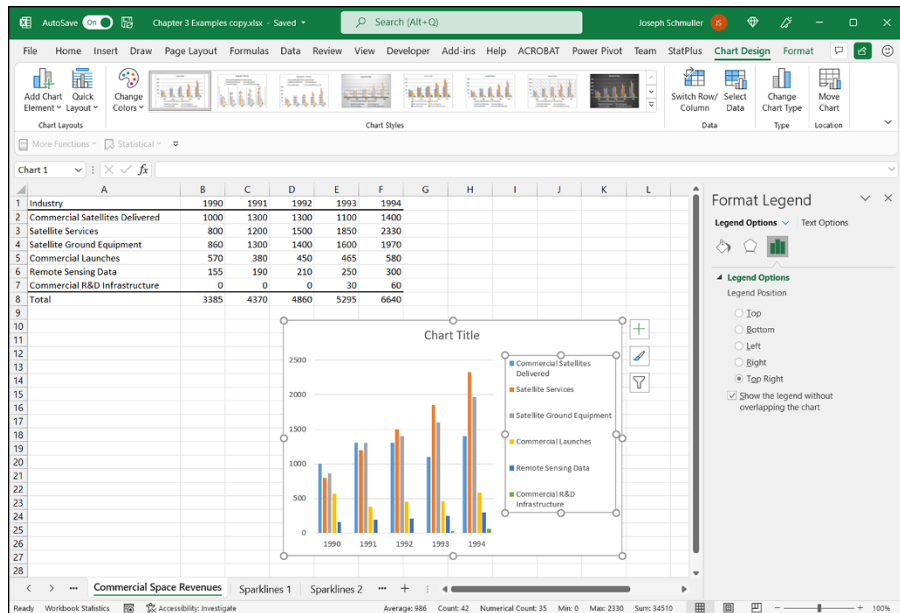 AutoSave On Chapter 3 Examples copy.xlsx - Saved Search (Alt+Q) Joseph Schmuller JS
File Home Insert Draw Page Layout Formulas Data Review View Developer Add-ins Help ACROBAT Power Pivot Team StatPlus Chart Design Format
Add Chart Element Quick Layout Change Colors Switch Row/ Column Select Data Change Chart Type Move Chart
Chart Layouts Chart Styles Data Type Location
More Functions Statistical
Chart 1 fx
A B C D E F G H I J K L
1 Industry 1990 1991 1992 1993 1994
2 Commercial Satellites Delivered 1000 1300 1300 1100 1400
3 Satellite Services 800 1200 1500 1850 2330
4 Satellite Ground Equipment 860 1300 1400 1600 1970
5 Commercial Launches 570 380 450 465 580
6 Remote Sensing Data 155 190 210 250 300
7 Commercial R&D Infrastructure 0 0 0 30 60
8 Total 3385 4370 4860 5295 6640
9
10
11
12
13
14
15
16
17
18
19
20
21
22
23
24
25
26
27
28
Chart Title
2500
2000
1500
1000
500
0
1990 1991 1992 1993 1994
Commercial Satellites
Delivered
Satellite Services
Satellite Ground Equipment
Commercial Launches
Remote Sensing Data
Commercial R&D
Infrastructure
Format Legend
Legend Options Text Options
Legend Options
Legend Position
Top
Bottom
Left
Right
Top Right
Show the legend without
overlapping the chart
... Commercial Space Revenues Sparklines 1 Sparklines 2 ... +
Ready Workbook Statistics Accessibility: Investigate Average: 986 Count: 42 Numerical Count: 35 Min: 0 Max: 2330 Sum: 34510 - + 100%